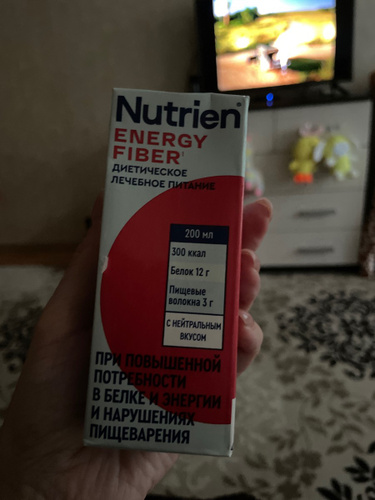 Nutrien®
ENERGY
FIBER
ДИЕТИЧЕСКОЕ
ЛЕЧЕБНОЕ ПИТАНИЕ
200 мл
300 ккал
Белок 12 г
Пищевые
волокна 3 г
С НЕЙТРАЛЬНЫМ
ВКУСОМ
ПРИ ПОВЫШЕННОЙ
ПОТРЕБНОСТИ
В БЕЛКЕ И ЭНЕРГИИ
И НАРУШЕНИЯХ
ПИЩЕВАРЕНИЯ